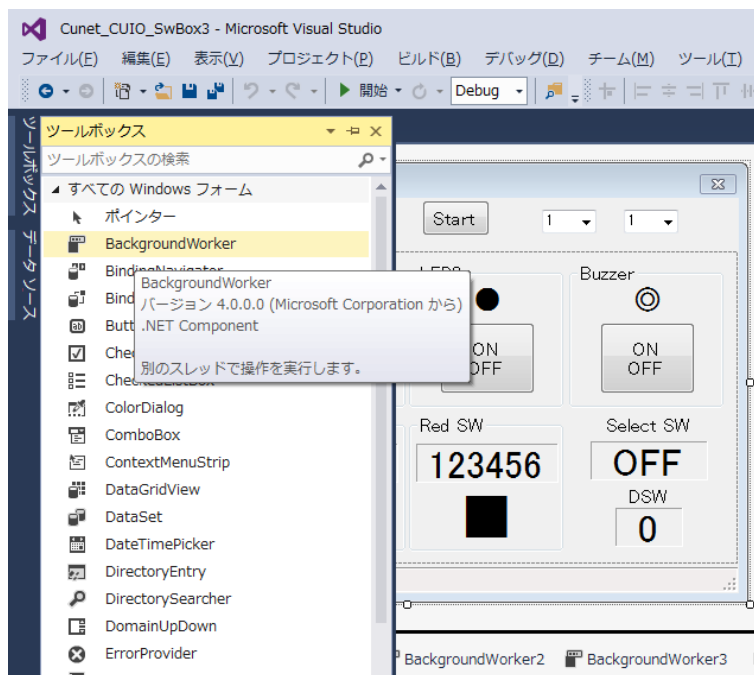 Cunet_CUIO_SwBox3 - Microsoft Visual Studio
ファイル(F) 編集(E) 表示(V) プロジェクト(P) ビルド(B) デバッグ(D) チーム(M) ツール(T)
開始 Debug
ツールボックス
データソース
ツールボックス
ツールボックスの検索
すべての Windows フォーム
ポインター
BackgroundWorker
BindingNavigator
Bind
Butt
Che
CheckedListBox
ColorDialog
ComboBox
ContextMenuStrip
DataGridView
DataSet
DateTimePicker
DirectoryEntry
DirectorySearcher
DomainUpDown
ErrorProvider
BackgroundWorker
バージョン 4.0.0.0 (Microsoft Corporation から)
.NET Component
別のスレッドで操作を実行します。
Start 1 1
Buzzer
◎
ON
OFF
ON
OFF
Red SW
123456
Select SW
OFF
DSW
0
BackgroundWorker2 BackgroundWorker3